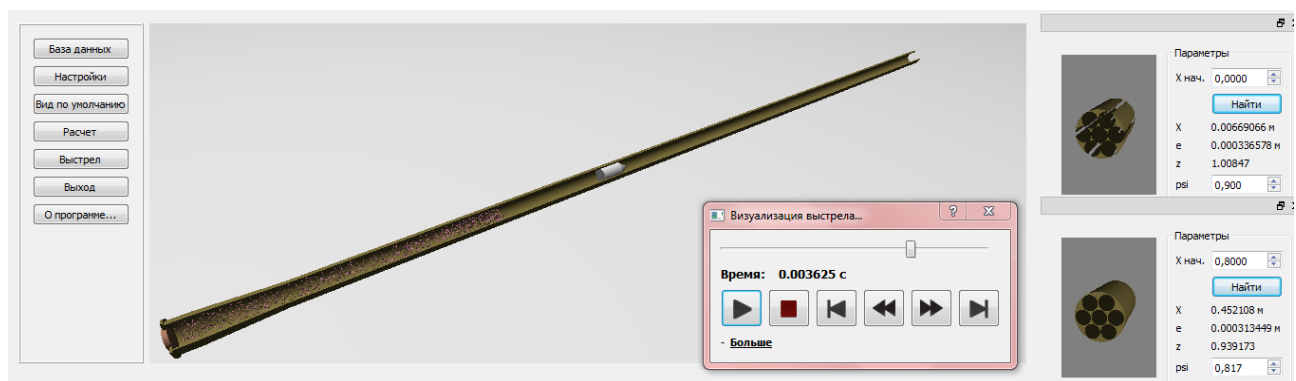 База данных
Настройки
Вид по умолчанию
Расчет
Выстрел
Выход
О программе...
Визуализация выстрела...
Время: 0.003625 с
- Больше
Параметры
X нач. 0,0000
Найти
X 0.00669066 м
e 0.000336578 м
z 1.00847
psi 0,900
Параметры
X нач. 0,8000
Найти
X 0.452108 м
e 0.000313449 м
z 0.939173
psi 0,817